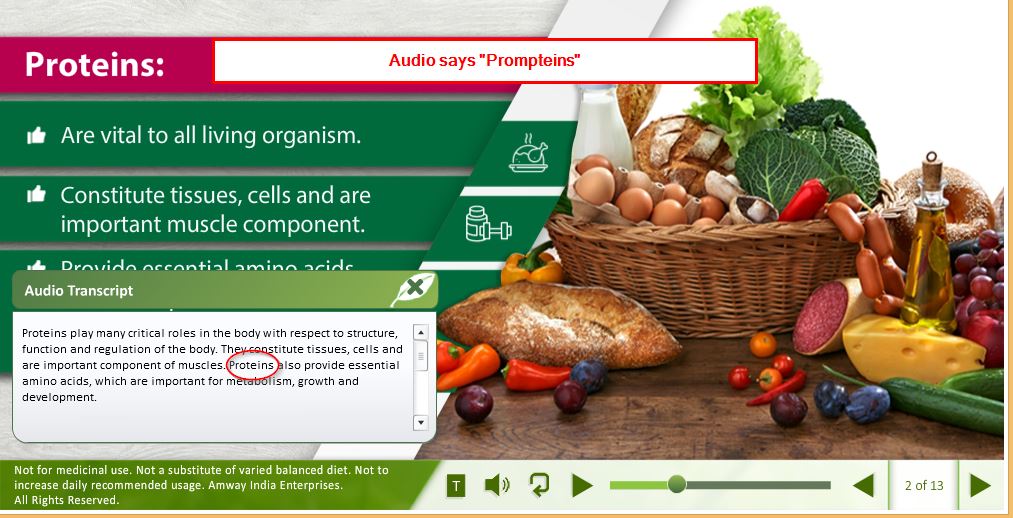 Proteins:
Audio says "Prompteins"
Are vital to all living organism.
Constitute tissues, cells and are
important muscle component.
Provide essential amino acids
Audio Transcript
Proteins play many critical roles in the body with respect to structure,
function and regulation of the body. They constitute tissues, cells and
are important component of muscles. Proteins also provide essential
amino acids, which are important for metabolism, growth and
development.
Not for medicinal use. Not a substitute of varied balanced diet. Not to
increase daily recommended usage. Amway India Enterprises.
All Rights Reserved.
T
2 of 13